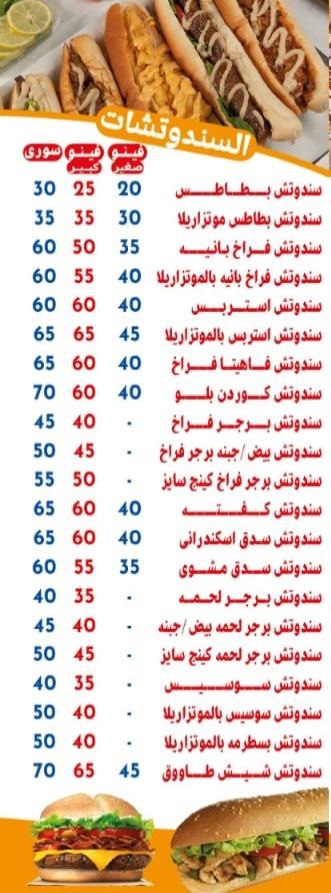 السندوتشات
فينو صغير فينو كبير سورى
سندوتش بطاطس 20 25 30
سندوتش بطاطس موتزاريلا 30 35 35
سندوتش فراخ بانيه 35 50 60
سندوتش فراخ بانيه بالموتزاريلا 40 55 60
سندوتش استربس 40 60 60
سندوتش استربس بالموتزاريلا 45 65 65
سندوتش فاهيتا فراخ 40 60 65
سندوتش كوردن بلو 40 60 70
سندوتش برجر فراخ - 40 45
سندوتش بيض /جبنه برجر فراخ - 45 50
سندوتش برجر فراخ كينج سايز - 50 55
سندوتش كفته 40 60 65
سندوتش سدق اسكندرانى 40 60 65
سندوتش سدق مشوى 35 55 60
سندوتش برجر لحمه - 35 40
سندوتش برجر لحمه بيض /جبنه - 40 45
سندوتش برجر لحمه كينج سايز - 45 50
سندوتش سوسيس - 35 40
سندوتش سوسيس بالموتزاريلا - 40 50
سندوتش بسطرمه بالموتزاريلا - 40 50
سندوتش شيش طاووق 45 65 70